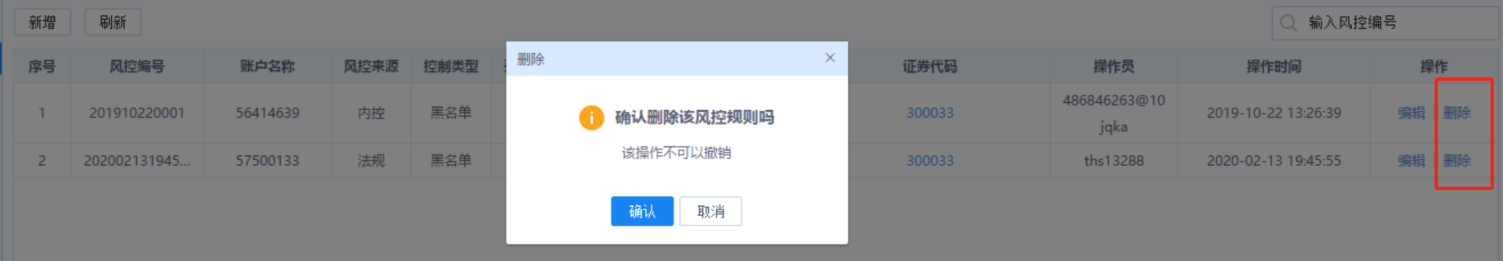 新增 刷新 输入风控编号
序号 风控编号 账户名称 风控来源 控制类型 证券代码 操作员 操作时间 操作
删除
1 201910220001 56414639 内控 黑名单 300033 486846263@10 2019-10-22 13:26:39 编辑 删除
jqka
2 202002131945... 57500133 法规 黑名单 300033 ths13288 2020-02-13 19:45:55 编辑 删除
确认删除该风控规则吗
该操作不可以撤销
确认 取消